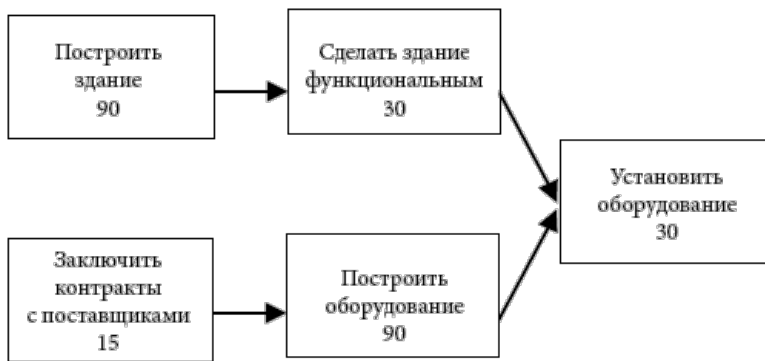 Построить
здание
90
Сделать здание
функциональным
30
Установить
оборудование
30
Заключить
контракты
с поставщиками
15
Построить
оборудование
90